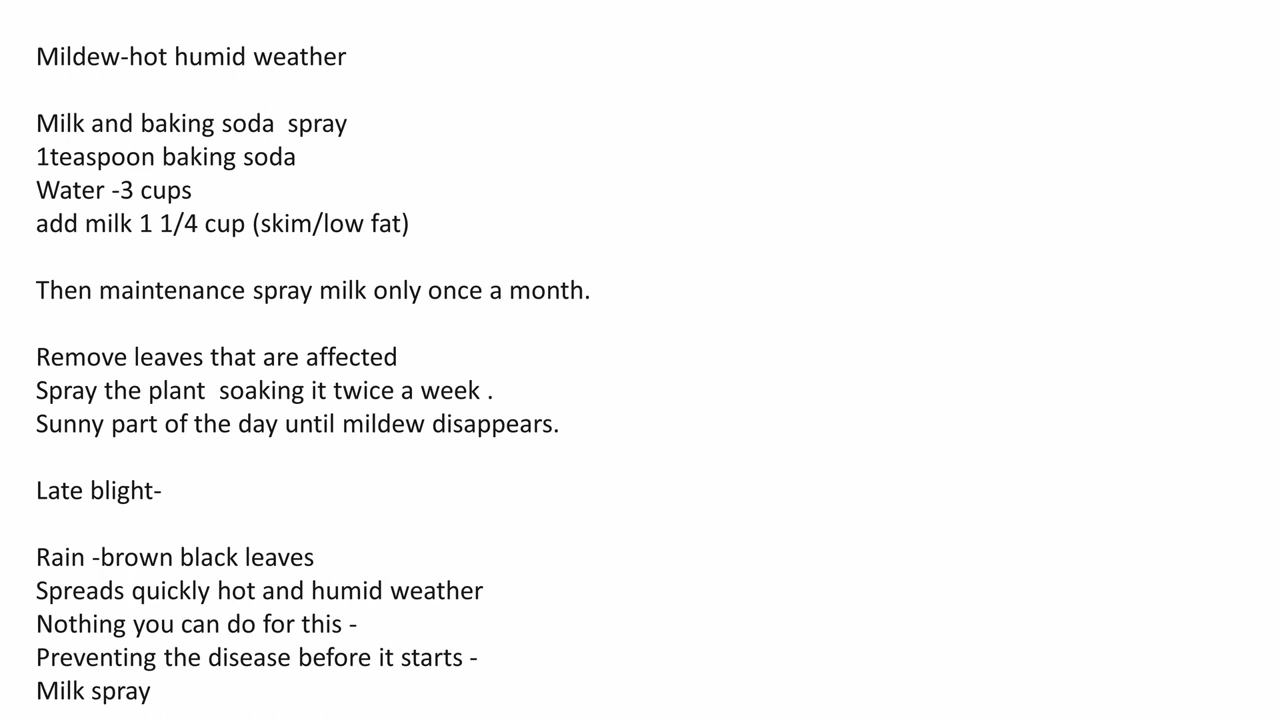 Mildew-hot humid weather
Milk and baking soda  spray
1teaspoon baking soda
Water -3 cups
add milk 1 1/4 cup (skim/low fat)
Then maintenance spray milk only once a month.
Remove leaves that are affected
Spray the plant  soaking it twice a week .
Sunny part of the day until mildew disappears.
Late blight-
Rain -brown black leaves
Spreads quickly hot and humid weather
Nothing you can do for this -
Preventing the disease before it starts -
Milk spray